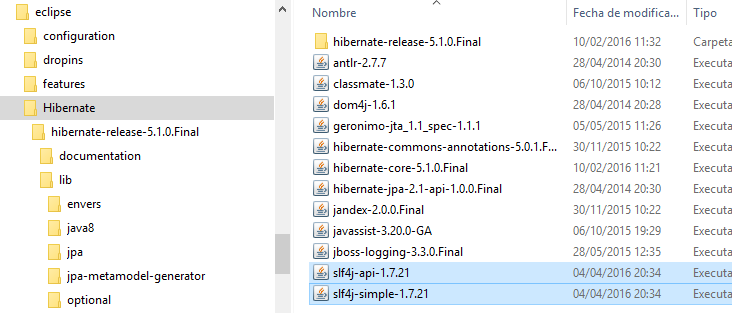 eclipse
configuration
dropins
features
Hibernate
hibernate-release-5.1.0.Final
documentation
lib
envers
java8
jpa
jpa-metamodel-generator
optional
Nombre Fecha de modifica... Tipo
hibernate-release-5.1.0.Final 10/02/2016 11:32 Carpeta
antlr-2.7.7 28/04/2014 20:30 Executa
classmate-1.3.0 06/10/2015 10:12 Executa
dom4j-1.6.1 28/04/2014 20:28 Executa
geronimo-jta_1.1_spec-1.1.1 05/05/2015 11:26 Executa
hibernate-commons-annotations-5.0.1.F... 30/11/2015 10:22 Executa
hibernate-core-5.1.0.Final 10/02/2016 11:21 Executa
hibernate-jpa-2.1-api-1.0.0.Final 28/04/2014 20:30 Executa
jandex-2.0.0.Final 30/11/2015 10:22 Executa
javassist-3.20.0-GA 06/10/2015 19:29 Executa
jboss-logging-3.3.0.Final 28/05/2015 12:35 Executa
slf4j-api-1.7.21 04/04/2016 20:34 Executa
slf4j-simple-1.7.21 04/04/2016 20:34 Executa